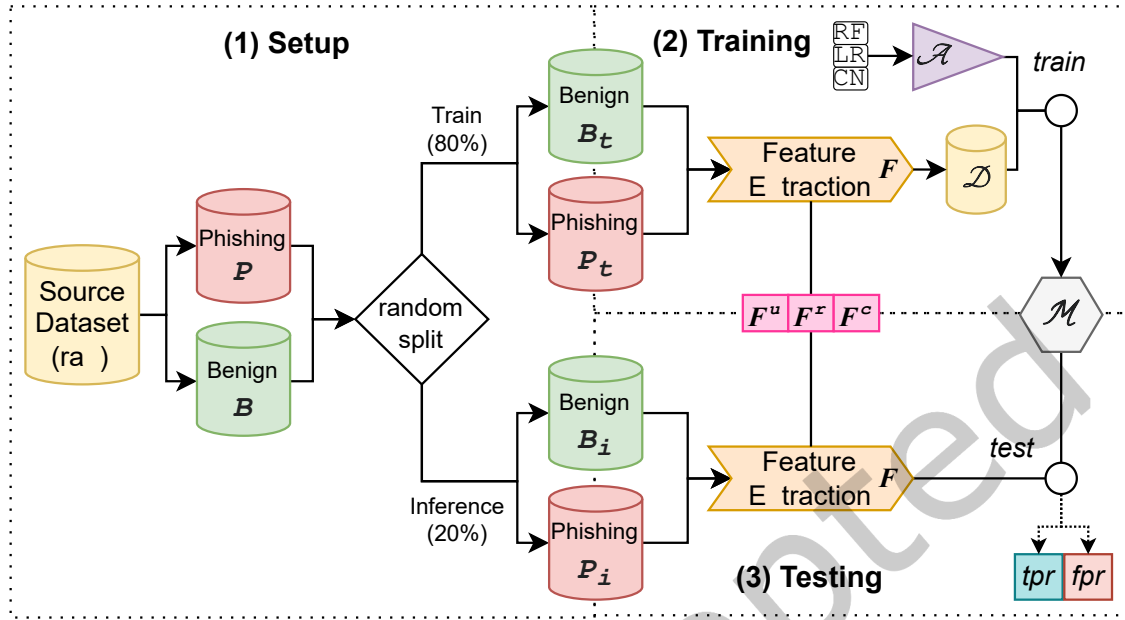 (1) Setup
(2) Training
RF
LR
CN
𝒜
train
Train
(80%)
Benign
B_t
Phishing
P_t
Feature
E traction F
𝒟
Source
Dataset
(ra )
Phishing
P
Benign
B
random
split
F^u F^r F^c
ℳ
Inference
(20%)
Benign
B_i
Phishing
P_i
Feature
E traction F
test
(3) Testing
tpr fpr
pted